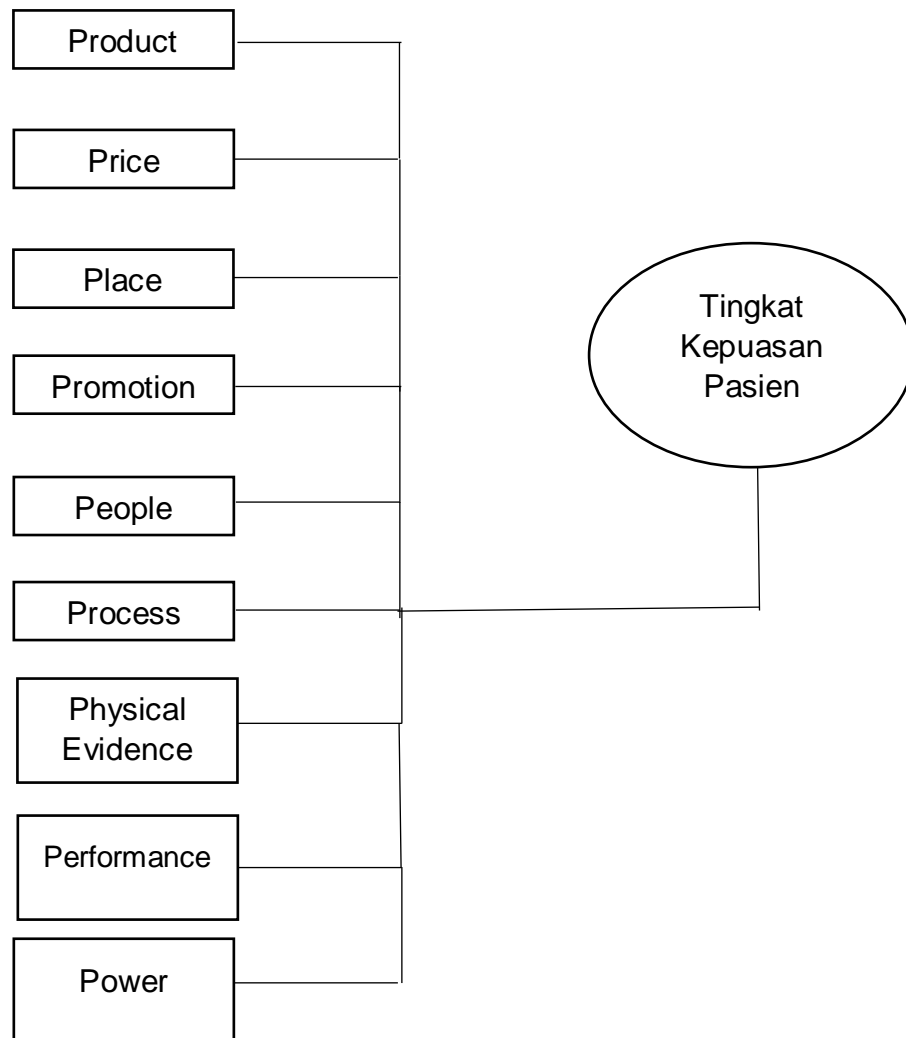 Product
Price
Place
Promotion
People
Process
Physical
Evidence
Performance
Power
Tingkat
Kepuasan
Pasien